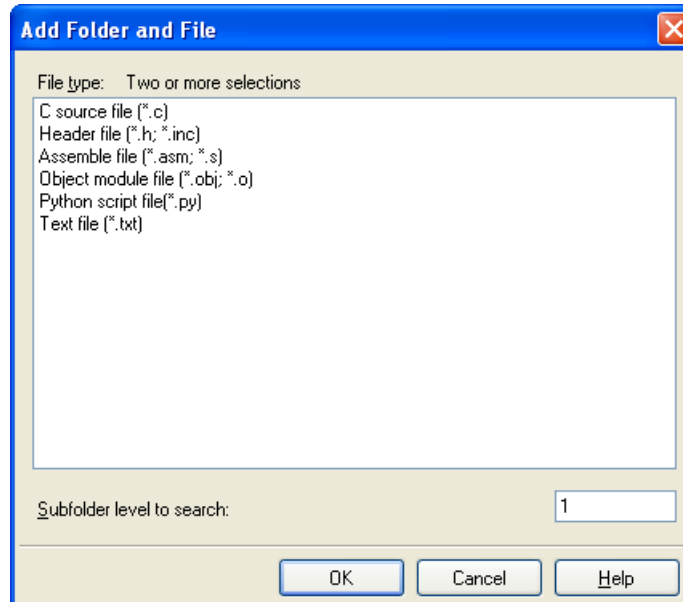 Add Folder and File
File type: Two or more selections
C source file (*.c)
Header file (*.h; *.inc)
Assemble file (*.asm; *.s)
Object module file (*.obj; *.o)
Python script file(*.py)
Text file (*.txt)
Subfolder level to search: 1
OK Cancel Help